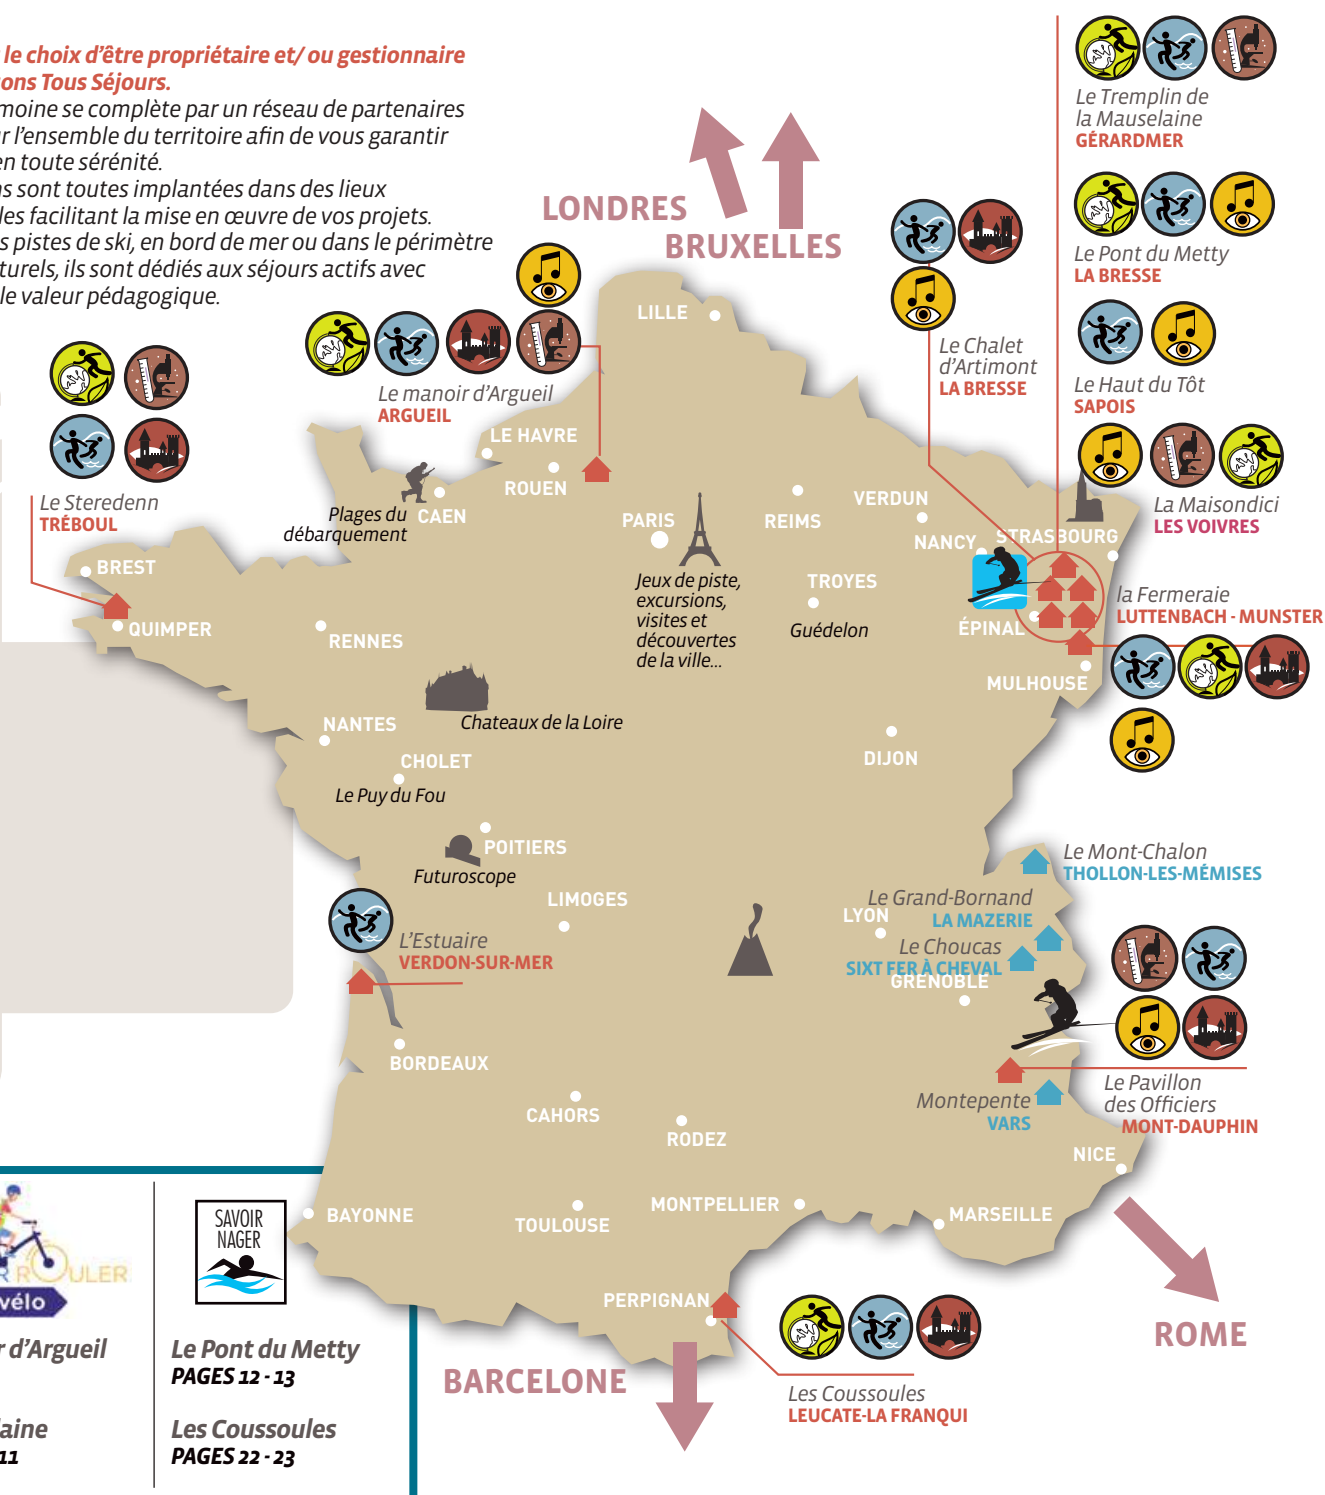 le choix d’être propriétaire et/ ou gestionnaire
ons Tous Séjours.
moine se complète par un réseau de partenaires
ur l’ensemble du territoire afin de vous garantir
en toute sérénité.
ns sont toutes implantées dans des lieux
les facilitant la mise en œuvre de vos projets.
s pistes de ski, en bord de mer ou dans le périmètre
turels, ils sont dédiés aux séjours actifs avec
le valeur pédagogique.
Le Tremplin de
la Mauselaine
GÉRARDMER
Le Pont du Metty
LA BRESSE
Le Haut du Tôt
SAPOIS
La Maisondici
LES VOIVRES
LONDRES
BRUXELLES
Le Chalet
d’Artimont
LA BRESSE
Le manoir d’Argueil
ARGUEIL
Le Steredenn
TRÉBOUL
LILLE
LE HAVRE
ROUEN
CAEN
Plages du
débarquement
PARIS
Jeux de piste,
excursions,
visites et
découvertes
de la ville...
REIMS
VERDUN
NANCY
STRASBOURG
TROYES
Guédelon
ÉPINAL
MULHOUSE
la Fermeraie
LUTTENBACH - MUNSTER
BREST
QUIMPER
RENNES
Chateaux de la Loire
NANTES
CHOLET
Le Puy du Fou
POITIERS
Futuroscope
DIJON
LIMOGES
L’Estuaire
VERDON-SUR-MER
Le Mont-Chalon
THOLLON-LES-MÉMISES
Le Grand-Bornand
LA MAZERIE
LYON
Le Choucas
SIXT FER À CHEVAL
GRENOBLE
BORDEAUX
CAHORS
RODEZ
Montepente
VARS
Le Pavillon
des Officiers
MONT-DAUPHIN
NICE
BAYONNE
TOULOUSE
MONTPELLIER
MARSEILLE
PERPIGNAN
BARCELONE
ROME
Les Coussoules
LEUCATE-LA FRANQUI
R ROULER
vélo
r d’Argueil
laine
11
SAVOIR
NAGER
Le Pont du Metty
PAGES 12 - 13
Les Coussoules
PAGES 22 - 23